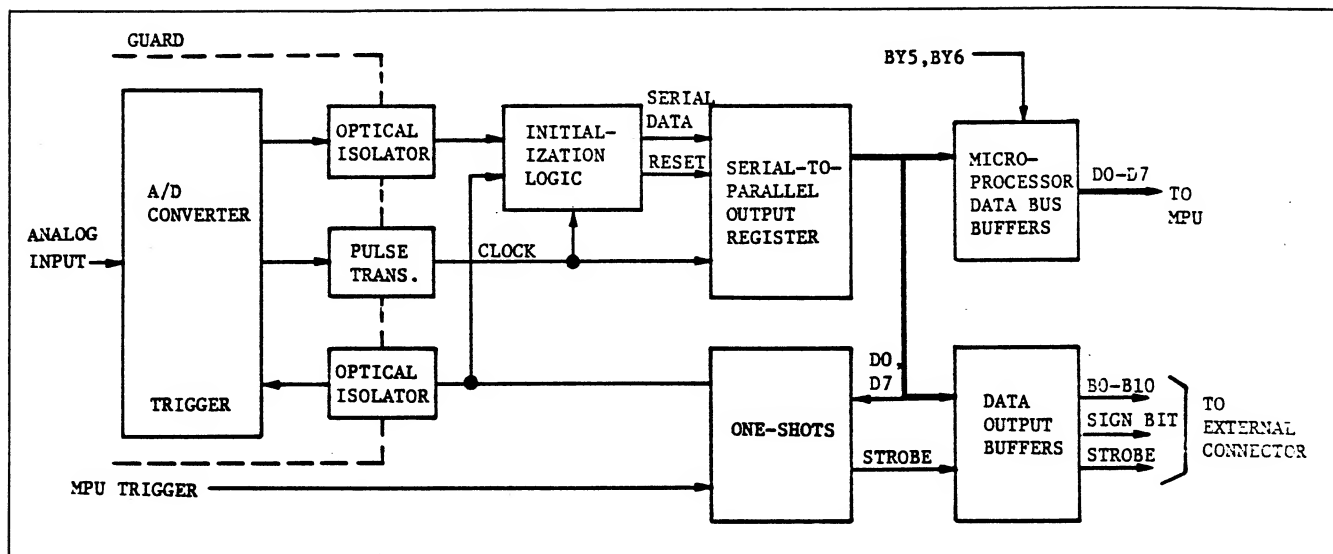 GUARD
BY5,BY6
A/D
CONVERTER
ANALOG
INPUT
TRIGGER
OPTICAL
ISOLATOR
PULSE
TRANS.
OPTICAL
ISOLATOR
INITIAL-
IZATION
LOGIC
SERIAL
DATA
RESET
CLOCK
SERIAL-TO-
PARALLEL
OUTPUT
REGISTER
MICRO-
PROCESSOR
DATA BUS
BUFFERS
D0-D7
TO
MPU
D0,
D7
ONE-SHOTS
STROBE
MPU TRIGGER
DATA
OUTPUT
BUFFERS
B0-B10
SIGN BIT
STROBE
TO
EXTERNAL
CONNECTOR